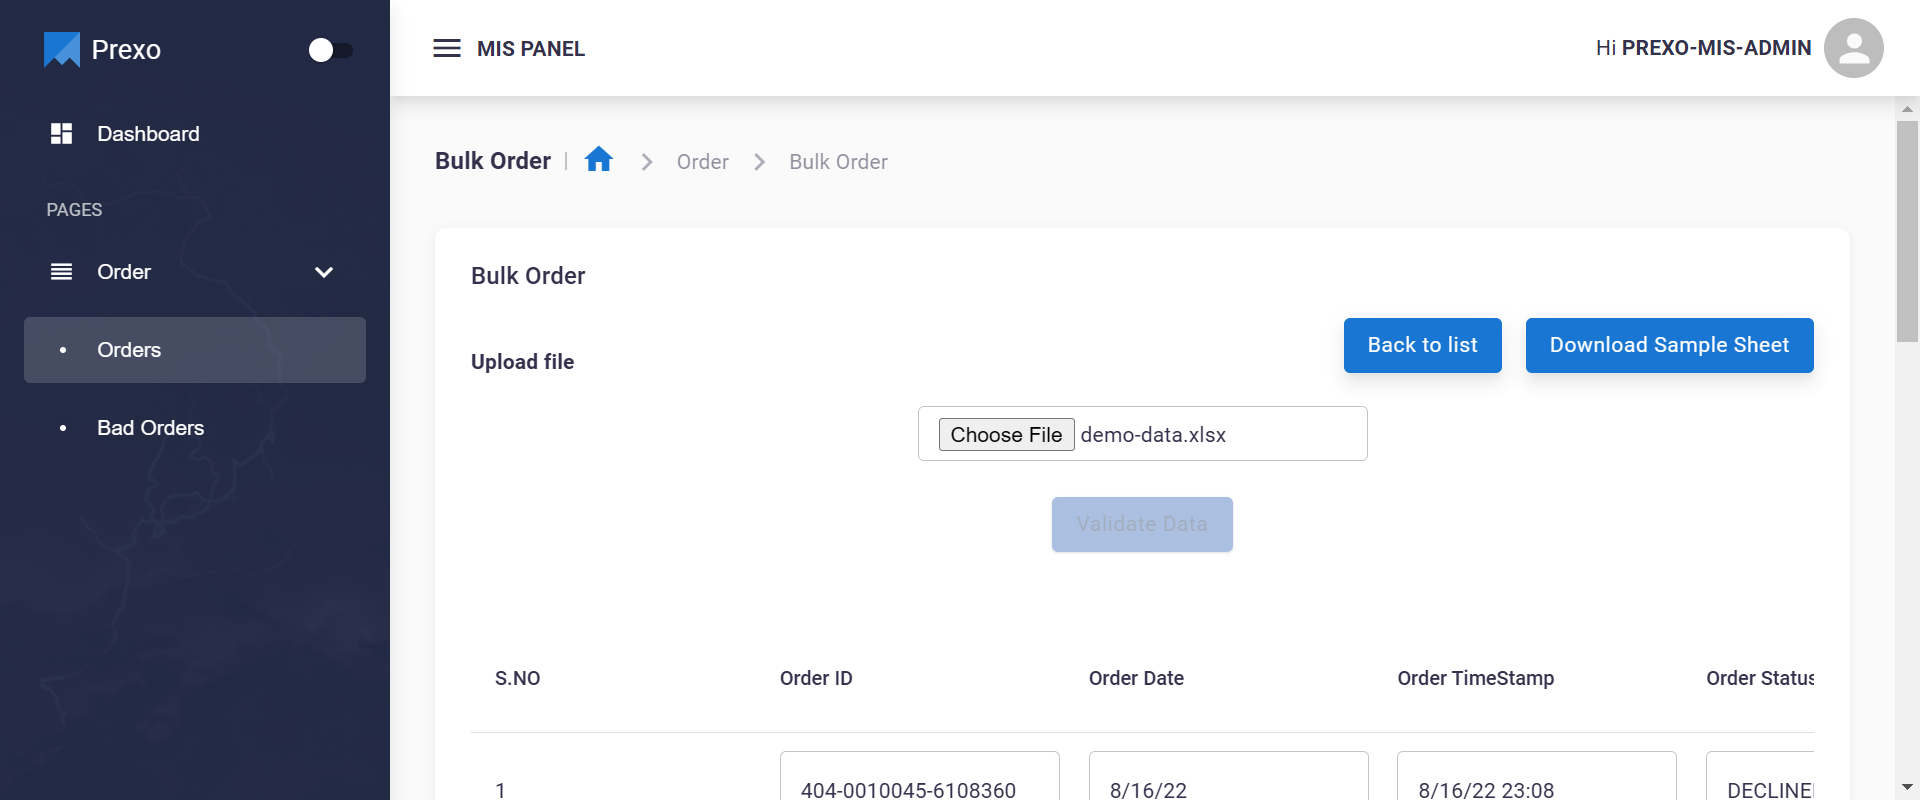 Prexo
MIS PANEL
Hi PREXO-MIS-ADMIN
Dashboard
PAGES
Order
Orders
Bad Orders
Bulk Order
Order
Bulk Order
Bulk Order
Upload file
Back to list
Download Sample Sheet
Choose File demo-data.xlsx
Validate Data
S.NO Order ID Order Date Order TimeStamp Order Status
1 404-0010045-6108360 8/16/22 8/16/22 23:08